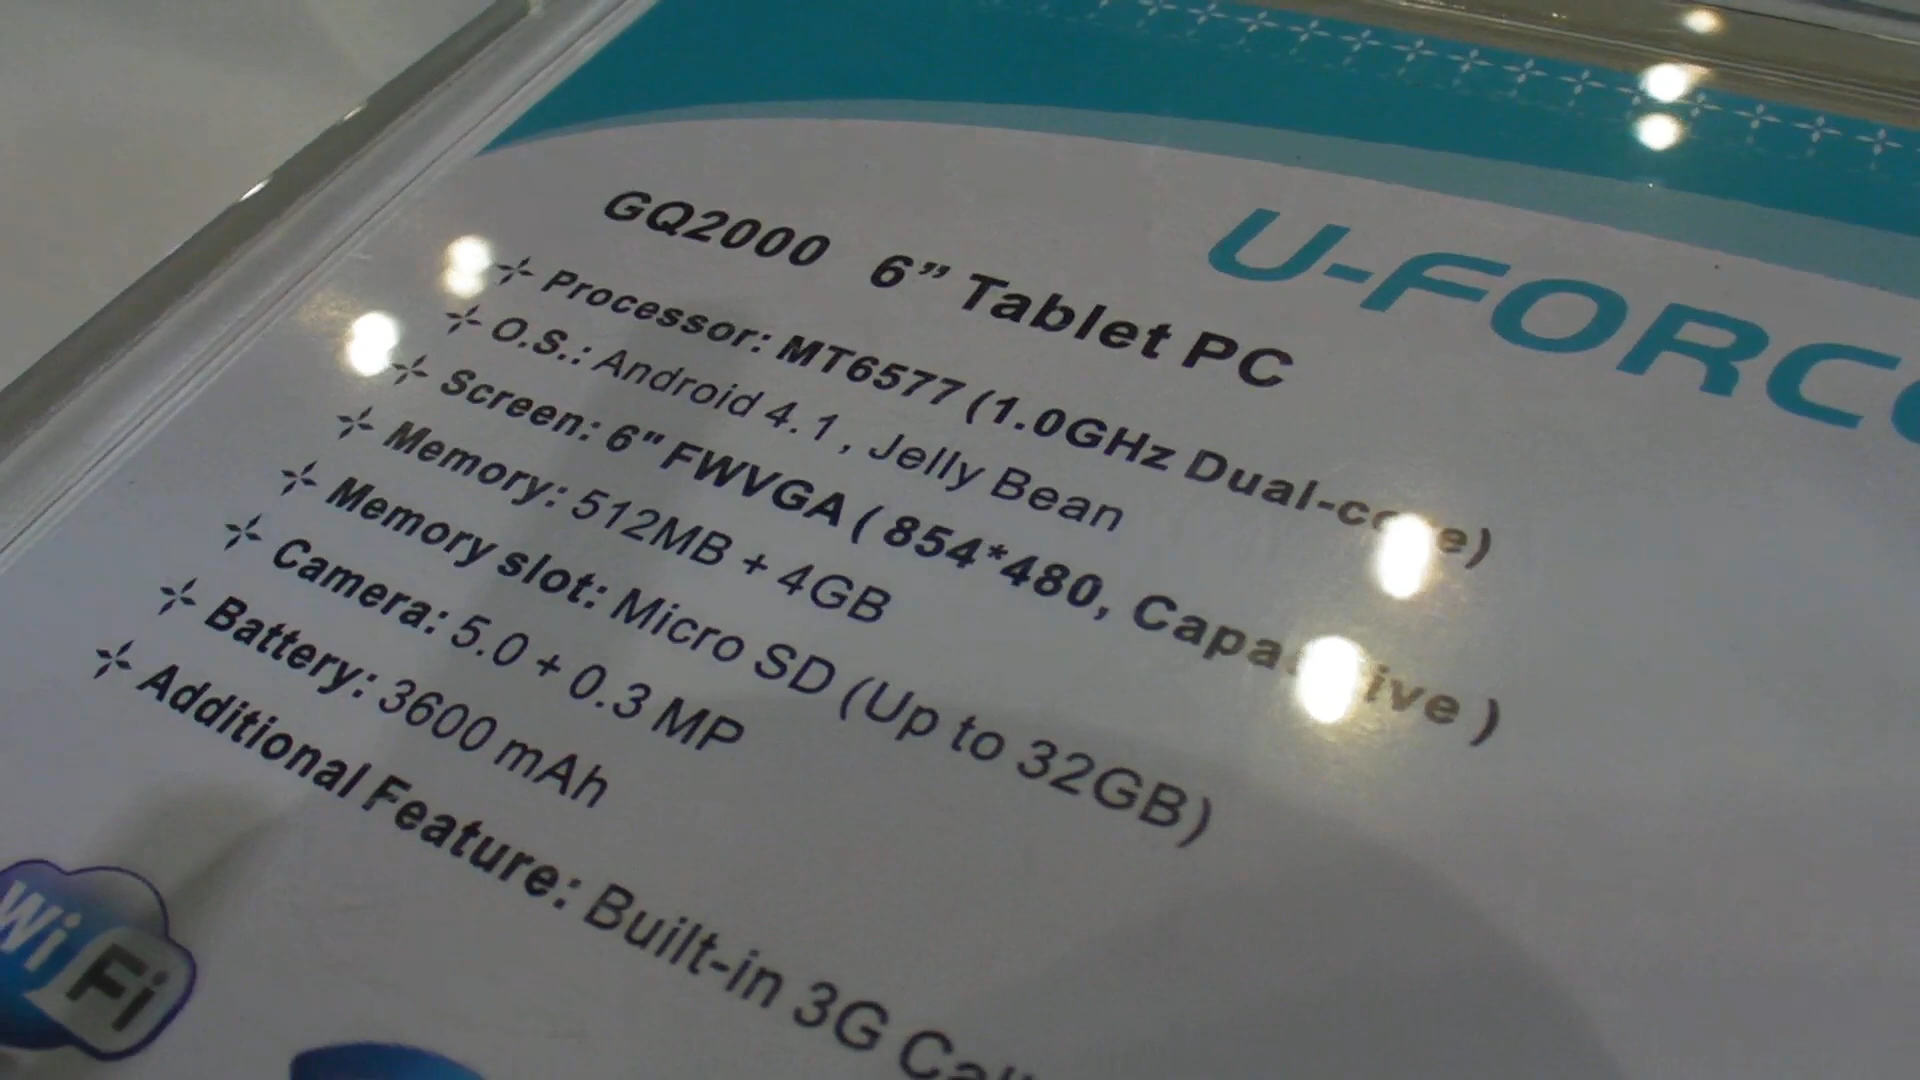 U-FORC
GQ2000 6” Tablet PC
Processor: MT6577 (1.0GHz Dual-core)
O.S.: Android 4.1 , Jelly Bean
Screen: 6" FWVGA ( 854*480, Capacitive )
Memory: 512MB + 4GB
Memory slot: Micro SD (Up to 32GB)
Camera: 5.0 + 0.3 MP
Battery: 3600 mAh
Additional Feature: Built-in 3G
Wi Fi